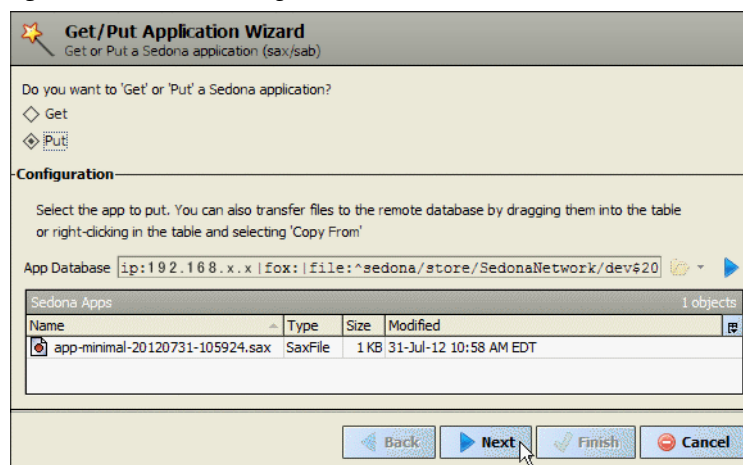 Get/Put Application Wizard
Get or Put a Sedona application (sax/sab)
Do you want to 'Get' or 'Put' a Sedona application?
Get
Put
Configuration
Select the app to put. You can also transfer files to the remote database by dragging them into the table
or right-clicking in the table and selecting 'Copy From'
App Database ip:192.168.x.x|fox:|file:^sedona/store/SedonaNetwork/dev$20
Sedona Apps 1 objects
Name Type Size Modified
app-minimal-20120731-105924.sax SaxFile 1 KB 31-Jul-12 10:58 AM EDT
Back Next Finish Cancel